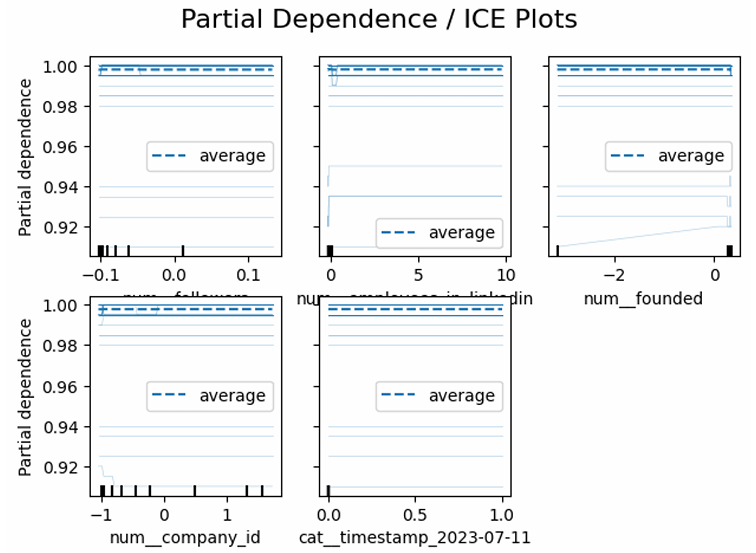 Partial Dependence / ICE Plots
Partial dependence
1.00
0.98
0.96
0.94
0.92
average
average
average
−0.1 0.0 0.1
0 5 10
−2 0
num__followers
num__employees_in_linkedin
num__founded
Partial dependence
1.00
0.98
0.96
0.94
0.92
average
average
−1 0 1
0.0 0.5 1.0
num__company_id
cat__timestamp_2023-07-11